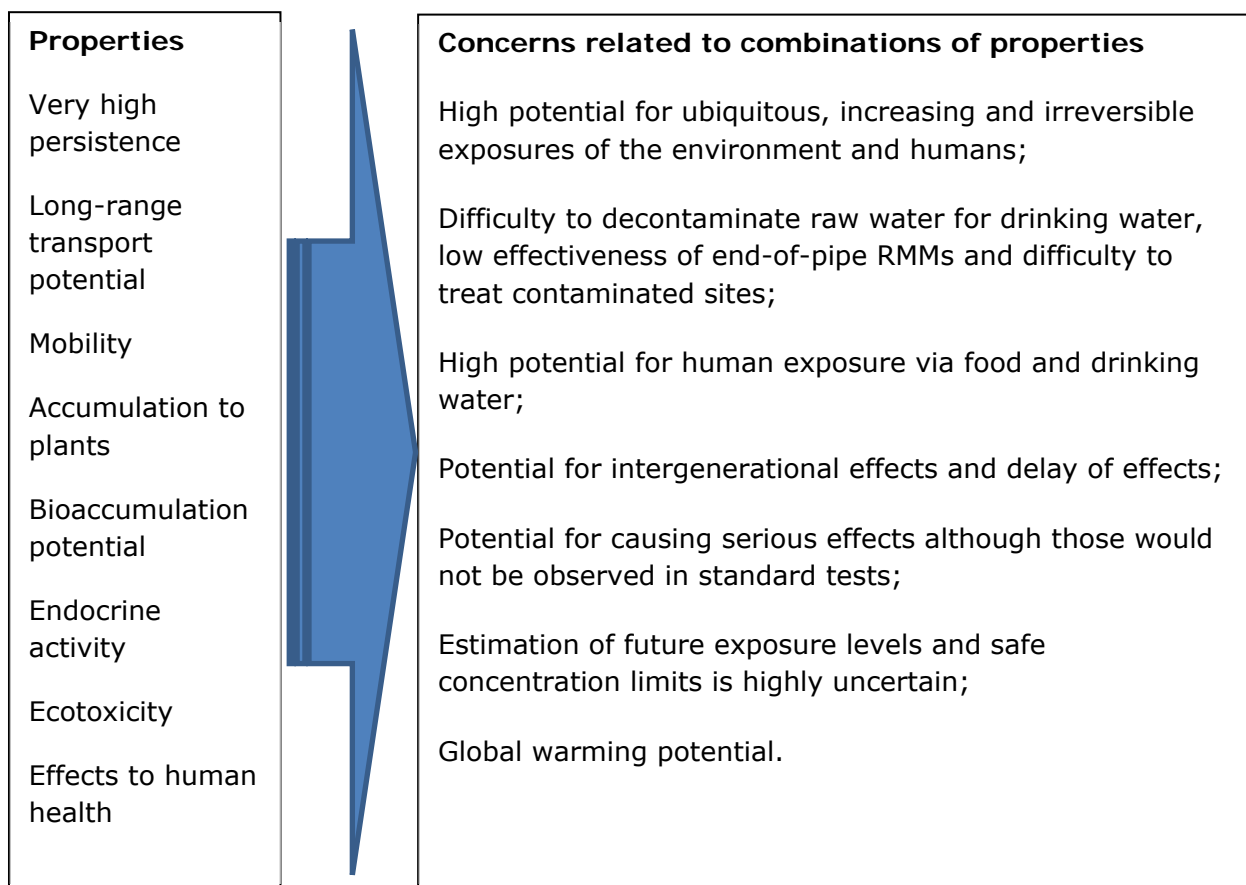 Properties
Very high
persistence
Long-range
transport
potential
Mobility
Accumulation to
plants
Bioaccumulation
potential
Endocrine
activity
Ecotoxicity
Effects to human
health
Concerns related to combinations of properties
High potential for ubiquitous, increasing and irreversible
exposures of the environment and humans;
Difficulty to decontaminate raw water for drinking water,
low effectiveness of end-of-pipe RMMs and difficulty to
treat contaminated sites;
High potential for human exposure via food and drinking
water;
Potential for intergenerational effects and delay of effects;
Potential for causing serious effects although those would
not be observed in standard tests;
Estimation of future exposure levels and safe
concentration limits is highly uncertain;
Global warming potential.